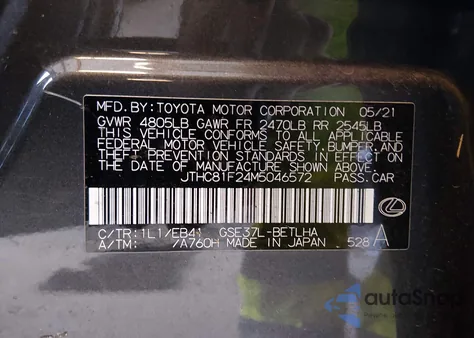 MFD.BY:TOYOTA MOTOR CORPORATION 05/21
GVWR 4805LB GAWR FR 2470LB RR 2545LB
THIS VEHICLE CONFORMS TO ALL APPLICABLE
FEDERAL MOTOR VEHICLE SAFETY,BUMPER,AND
THEFT PREVENTION STANDARDS IN EFFECT ON
THE DATE OF MANUFACTURE SHOWN ABOVE.
JTHC81F24M5046572 PASS.CAR
C/TR:1L1/EB41 GSE37L-BETLHA
A/TM: /A760H MADE IN JAPAN 528 A
autoSnap